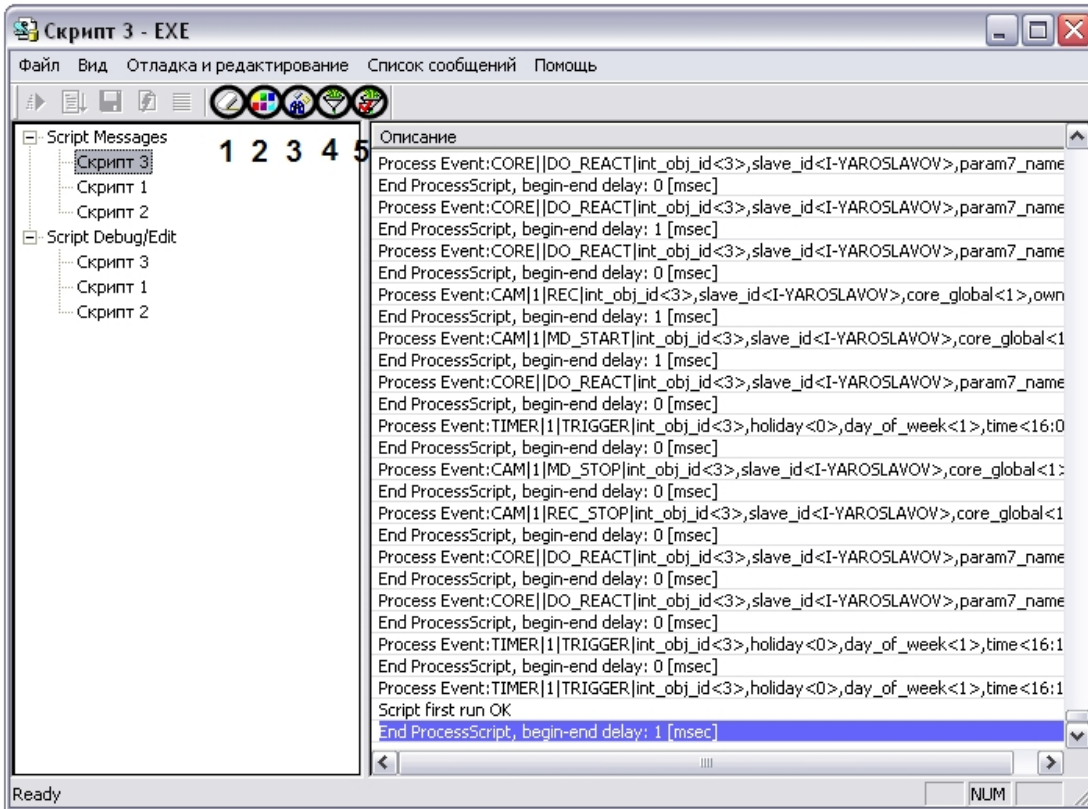 Скрипт 3 - EXE
Файл Вид Отладка и редактирование Список сообщений Помощь
1 2 3 4 5
Script Messages
Скрипт 3
Скрипт 1
Скрипт 2
Script Debug/Edit
Скрипт 3
Скрипт 1
Скрипт 2
Описание
Process Event:CORE||DO_REACT|int_obj_id<3>,slave_id<I-YAROSLAVOV>,param7_name
End ProcessScript, begin-end delay: 0 [msec]
Process Event:CORE||DO_REACT|int_obj_id<3>,slave_id<I-YAROSLAVOV>,param7_name
End ProcessScript, begin-end delay: 1 [msec]
Process Event:CORE||DO_REACT|int_obj_id<3>,slave_id<I-YAROSLAVOV>,param7_name
End ProcessScript, begin-end delay: 0 [msec]
Process Event:CAM|1|REC|int_obj_id<3>,slave_id<I-YAROSLAVOV>,core_global<1>,own
End ProcessScript, begin-end delay: 1 [msec]
Process Event:CAM|1|MD_START|int_obj_id<3>,slave_id<I-YAROSLAVOV>,core_global<1
End ProcessScript, begin-end delay: 1 [msec]
Process Event:CORE||DO_REACT|int_obj_id<3>,slave_id<I-YAROSLAVOV>,param7_name
End ProcessScript, begin-end delay: 0 [msec]
Process Event:TIMER|1|TRIGGER|int_obj_id<3>,holiday<0>,day_of_week<1>,time<16:0
End ProcessScript, begin-end delay: 0 [msec]
Process Event:CAM|1|MD_STOP|int_obj_id<3>,slave_id<I-YAROSLAVOV>,core_global<1>
End ProcessScript, begin-end delay: 0 [msec]
Process Event:CAM|1|REC_STOP|int_obj_id<3>,slave_id<I-YAROSLAVOV>,core_global<1
End ProcessScript, begin-end delay: 0 [msec]
Process Event:CORE||DO_REACT|int_obj_id<3>,slave_id<I-YAROSLAVOV>,param7_name
End ProcessScript, begin-end delay: 0 [msec]
Process Event:CORE||DO_REACT|int_obj_id<3>,slave_id<I-YAROSLAVOV>,param7_name
End ProcessScript, begin-end delay: 0 [msec]
Process Event:TIMER|1|TRIGGER|int_obj_id<3>,holiday<0>,day_of_week<1>,time<16:1
End ProcessScript, begin-end delay: 0 [msec]
Process Event:TIMER|1|TRIGGER|int_obj_id<3>,holiday<0>,day_of_week<1>,time<16:1
Script first run OK
End ProcessScript, begin-end delay: 1 [msec]
Ready
NUM